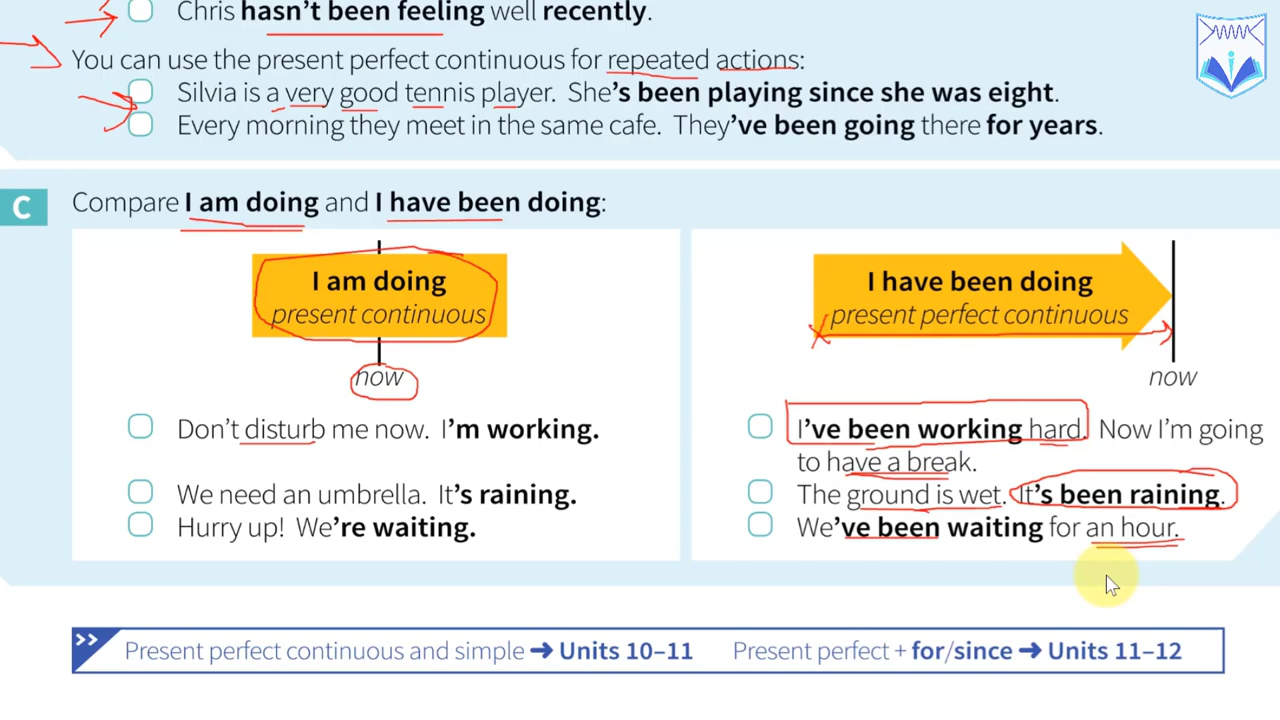 Chris hasn't been feeling well recently.
You can use the present perfect continuous for repeated actions:
Silvia is a very good tennis player. She's been playing since she was eight.
Every morning they meet in the same cafe. They've been going there for years.
C Compare I am doing and I have been doing:
I am doing
present continuous
now
Don't disturb me now. I'm working.
We need an umbrella. It's raining.
Hurry up! We're waiting.
I have been doing
present perfect continuous
now
I've been working hard. Now I'm going
to have a break.
The ground is wet. It's been raining.
We've been waiting for an hour.
>> Present perfect continuous and simple ➜ Units 10–11 Present perfect + for/since ➜ Units 11–12